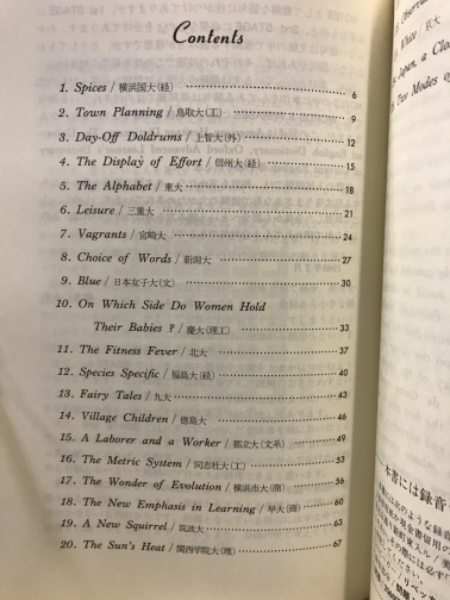 Contents
1. Spices / 横浜国大(経) 6
2. Town Planning / 鳥取大(工) 9
3. Day-Off Doldrums / 上智大(外) 12
4. The Display of Effort / 信州大(経) 15
5. The Alphabet / 東大 18
6. Leisure / 三重大 21
7. Vagrants / 宮崎大 24
8. Choice of Words / 新潟大 27
9. Blue / 日本女子大(文) 30
10. On Which Side Do Women Hold
Their Babies ? / 慶大(理工) 33
11. The Fitness Fever / 北大 37
12. Species Specific / 福島大(経) 40
13. Fairy Tales / 九大 43
14. Village Children / 徳島大 46
15. A Laborer and a Worker / 都立大(文系) 49
16. The Metric System / 同志社大(工) 53
17. The Wonder of Evolution / 横浜市大(商) 56
18. The New Emphasis in Learning / 早大(商) 60
19. A New Squirrel / 筑波大 63
20. The Sun's Heat / 関西学院大(理) 67
White / 京大
Japan, a Clo
Two Modes of
本書には録音